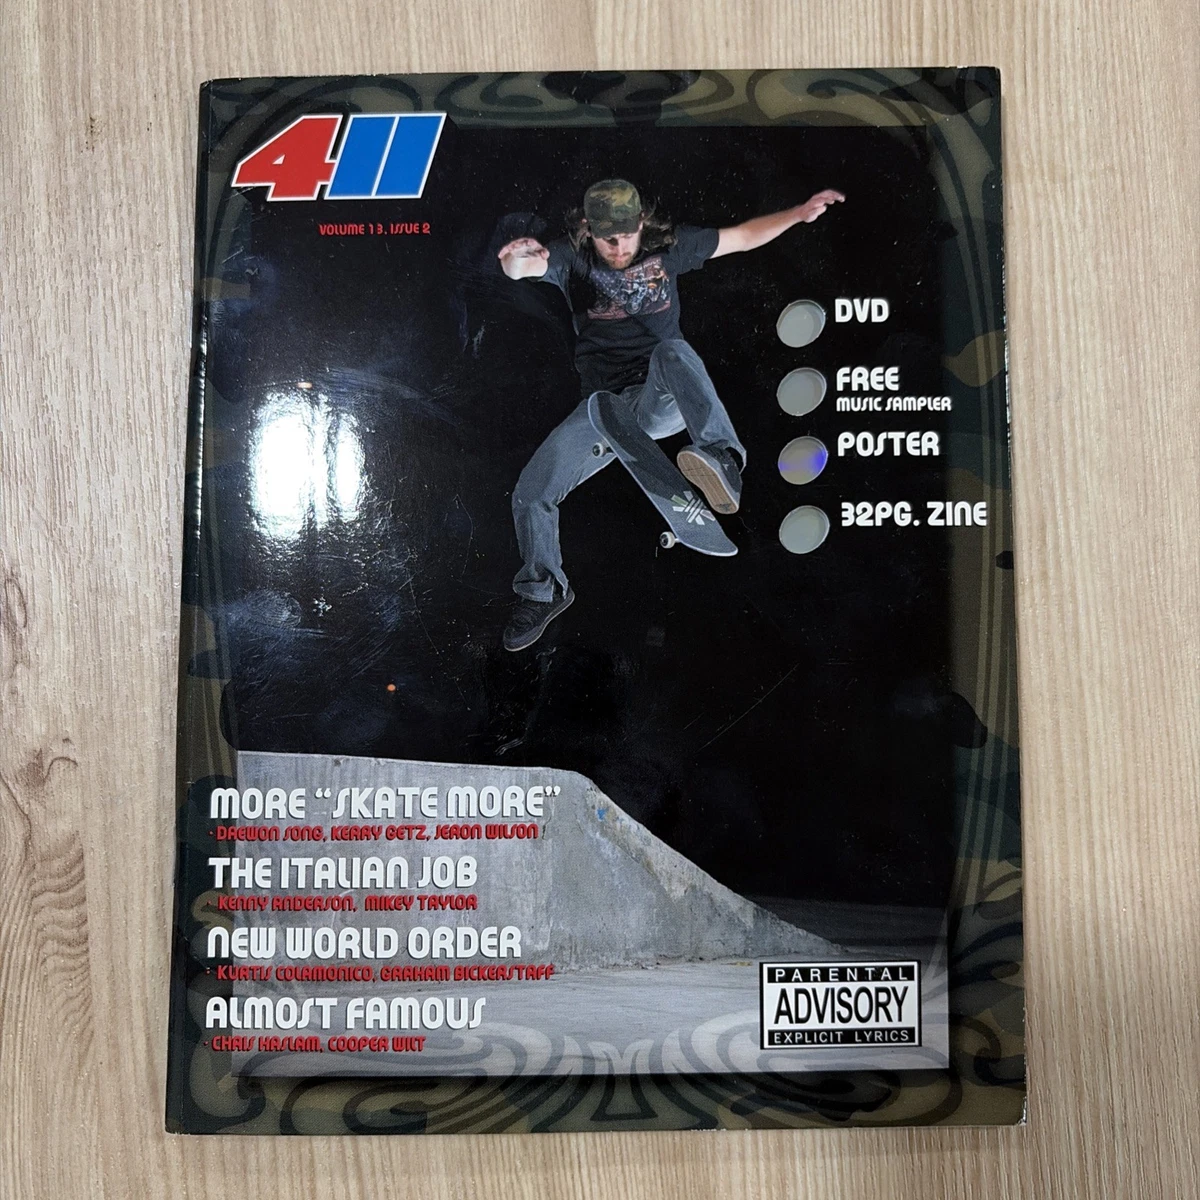 411
VOLUME 13, ISSUE 2
DVD
FREE
MUSIC SAMPLER
POSTER
32PG. ZINE
MORE “SKATE MORE”
· DAEWON SONG, KERRY GETZ, JERON WILSON
THE ITALIAN JOB
· KENNY ANDERSON, MIKEY TAYLOR
NEW WORLD ORDER
· KURTIS COLAMONICO, GRAHAM BICKERSTAFF
ALMOST FAMOUS
· CHRIS HASLAM, COOPER WILT
PARENTAL
ADVISORY
EXPLICIT LYRICS